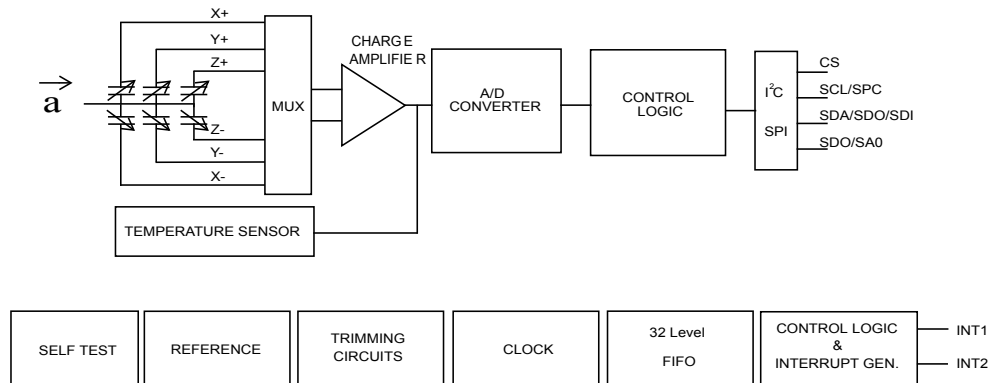 X+
Y+
Z+
a
Z-
Y-
X-
MUX
CHARGE
AMPLIFIER
A/D
CONVERTER
CONTROL
LOGIC
I²C
SPI
CS
SCL/SPC
SDA/SDO/SDI
SDO/SA0
TEMPERATURE SENSOR
SELF TEST
REFERENCE
TRIMMING
CIRCUITS
CLOCK
32 Level
FIFO
CONTROL LOGIC
&
INTERRUPT GEN.
INT1
INT2